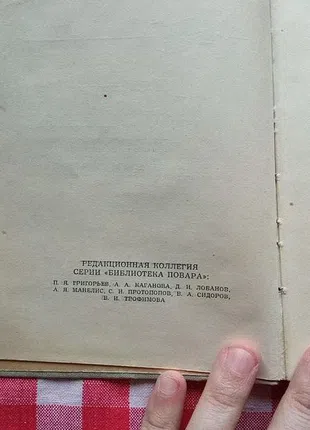 РЕДАКЦИОННАЯ КОЛЛЕГИЯ
СЕРИИ «БИБЛИОТЕКА ПОВАРА»:
П. Я. ГРИГОРЬЕВ, А. А. КАГАНОВА, Д. И. ЛОБАНОВ,
А. Я. МАНЕЛИС, С. И. ПРОТОПОПОВ, В. А. СИДОРОВ,
В. И. ТРОФИМОВА